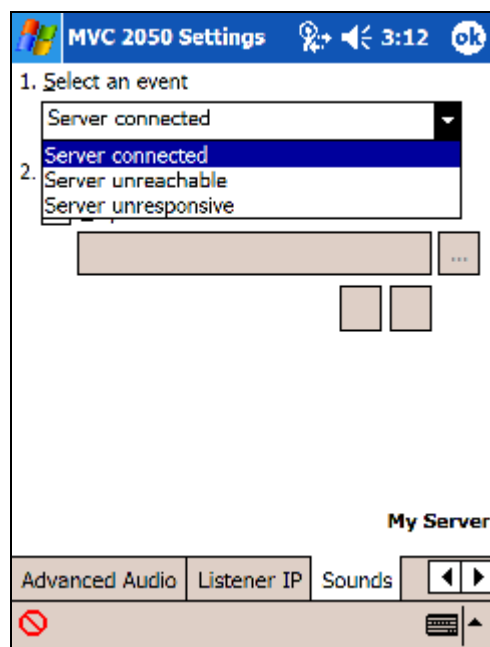 MVC 2050 Settings 3:12 ok
1. Select an event
Server connected
Server connected
2.
Server unreachable
Server unresponsive
...
My Server
Advanced Audio Listener IP Sounds